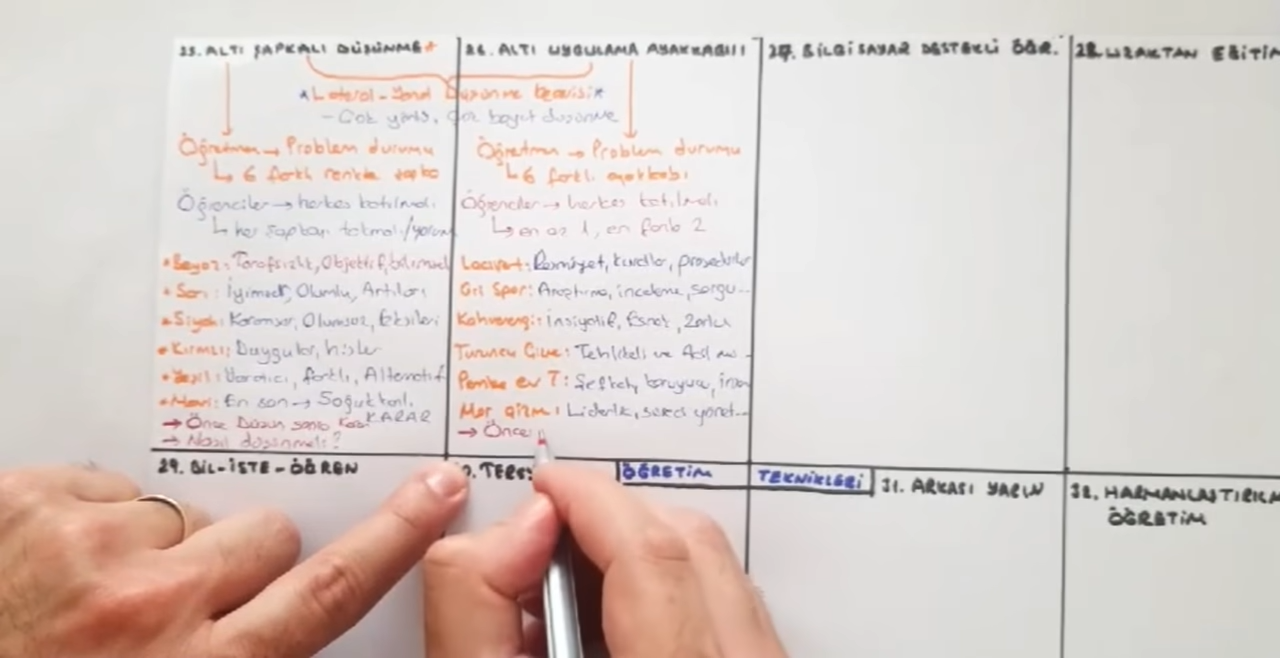 25. ALTI ŞAPKALI DÜŞÜNME*
*Lateral-Yanal Düşünme Becerisi*
- Çok yönlü, çok boyut düşünme
Öğretmen → Problem durumu
↳ 6 farklı renkte şapka
Öğrenciler → herkes katılmalı
↳ her şapkayı takmalı/yorum
• Beyaz: Tarafsızlık, Objektif, bilimsel
• Sarı: İyimser, Olumlu, Artıları
• Siyah: Karamsar, Olumsuz, Eksileri
• Kırmızı: Duygular, hisler
• Yeşil: Yaratıcı, farklı, Alternatif
• Mavi: En son → Soğukkanl. KARAR
→ Önce Düşün sonra
→ Nasıl düşünmeli?
26. ALTI UYGULAMA AYAKKABISI
Öğretmen → Problem durumu
↳ 6 farklı ayakkabı
Öğrenciler → herkes katılmalı
↳ en az 1, en fazla 2
Lacivert: Resmiyet, kurallar, prosedürler
Gri Spor: Araştırma, inceleme, sorgu...
Kahverengi: İnsiyatif, Esnek, Zorluk
Turuncu Çizme: Tehlikeli ve Acil
Pembe ev T: Şefkat, koruyucu, insan
Mor çizme: Liderlik, süreci yönet...
→ Önce
27. BİLGİSAYAR DESTEKLİ ÖĞR.
28. UZAKTAN EĞİTİM
29. BİL-İSTE-ÖĞREN
ÖĞRETİM TEKNİKLERİ
31. ARKASI YARIN
32. HARMANLAŞTIRILM
ÖĞRETİM